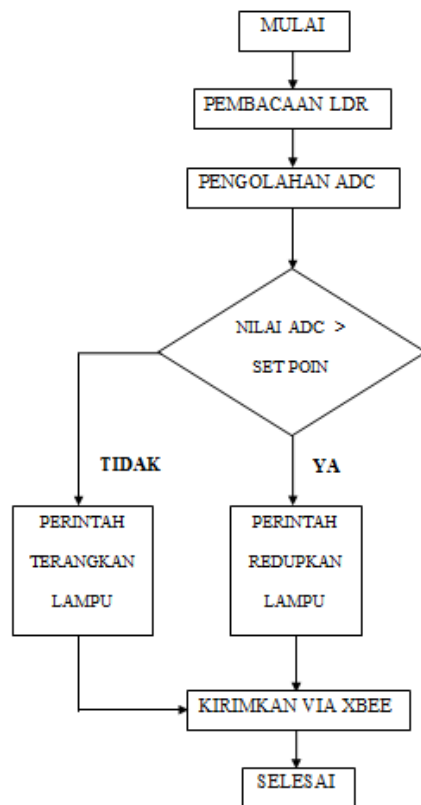 MULAI
PEMBACAAN LDR
PENGOLAHAN ADC
NILAI ADC >
SET POIN
TIDAK
YA
PERINTAH
TERANGKAN
LAMPU
PERINTAH
REDUPKAN
LAMPU
KIRIMKAN VIA XBEE
SELESAI